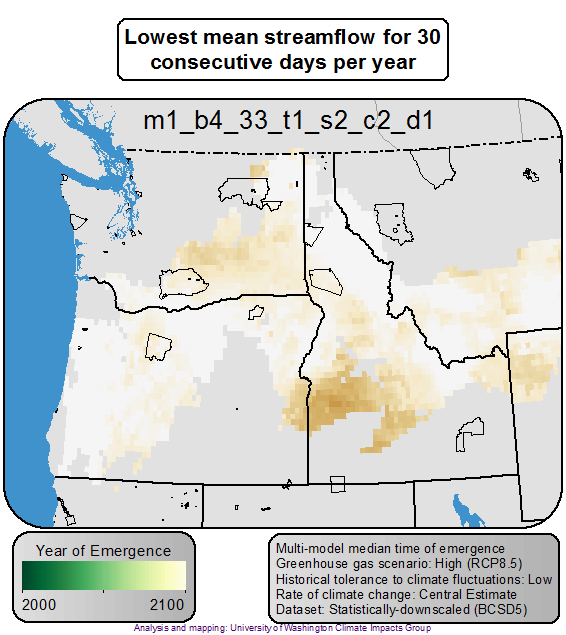 Lowest mean streamflow for 30
consecutive days per year
m1_b4_33_t1_s2_c2_d1
Year of Emergence
2000 2100
Multi-model median time of emergence
Greenhouse gas scenario: High (RCP8.5)
Historical tolerance to climate fluctuations: Low
Rate of climate change: Central Estimate
Dataset: Statistically-downscaled (BCSD5)
Analysis and mapping: University of Washington Climate Impacts Group